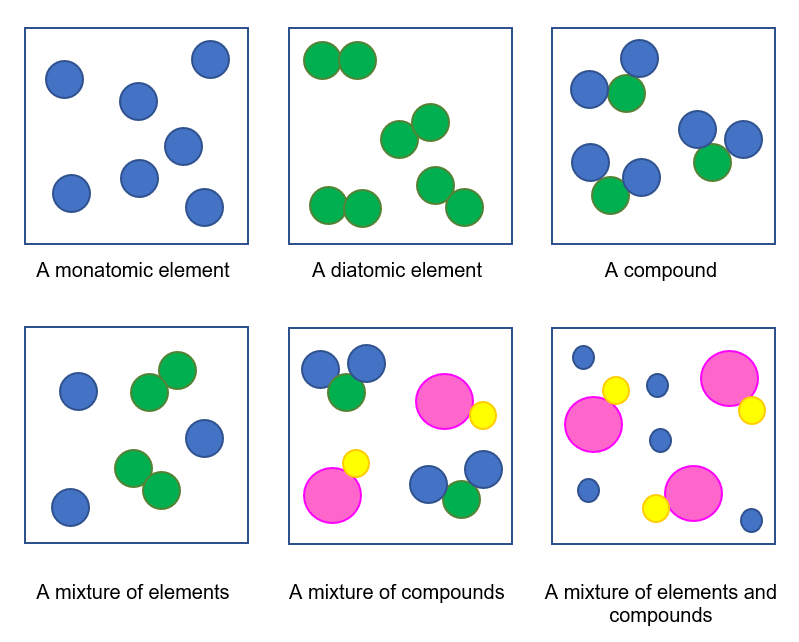 A monatomic element
A diatomic element
A compound
A mixture of elements
A mixture of compounds
A mixture of elements and
compounds